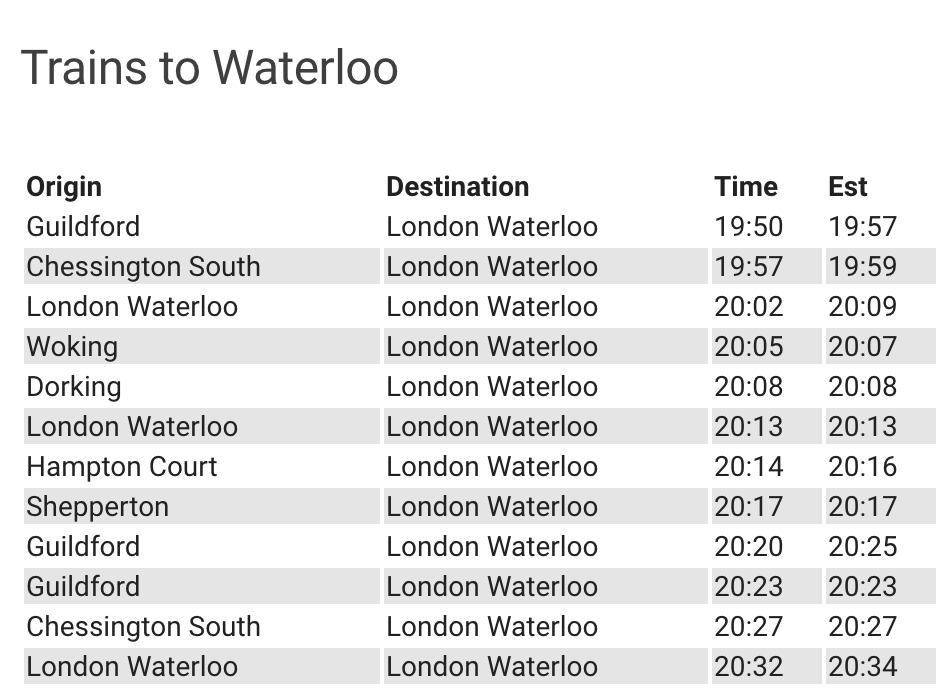 Trains to Waterloo
Origin Destination Time Est
Guildford London Waterloo 19:50 19:57
Chessington South London Waterloo 19:57 19:59
London Waterloo London Waterloo 20:02 20:09
Woking London Waterloo 20:05 20:07
Dorking London Waterloo 20:08 20:08
London Waterloo London Waterloo 20:13 20:13
Hampton Court London Waterloo 20:14 20:16
Shepperton London Waterloo 20:17 20:17
Guildford London Waterloo 20:20 20:25
Guildford London Waterloo 20:23 20:23
Chessington South London Waterloo 20:27 20:27
London Waterloo London Waterloo 20:32 20:34